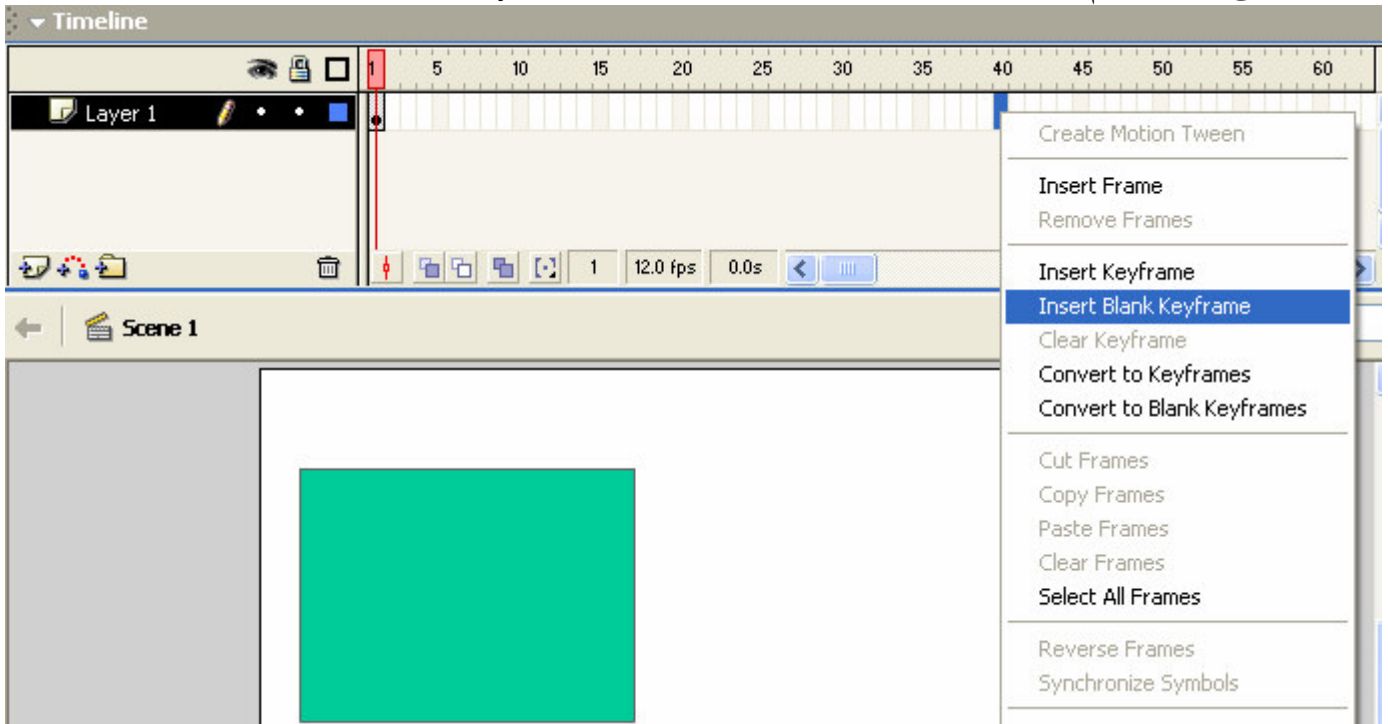 Timeline
1 5 10 15 20 25 30 35 40 45 50 55 60
Layer 1
1 12.0 fps 0.0s
Scene 1
Create Motion Tween
Insert Frame
Remove Frames
Insert Keyframe
Insert Blank Keyframe
Clear Keyframe
Convert to Keyframes
Convert to Blank Keyframes
Cut Frames
Copy Frames
Paste Frames
Clear Frames
Select All Frames
Reverse Frames
Synchronize Symbols